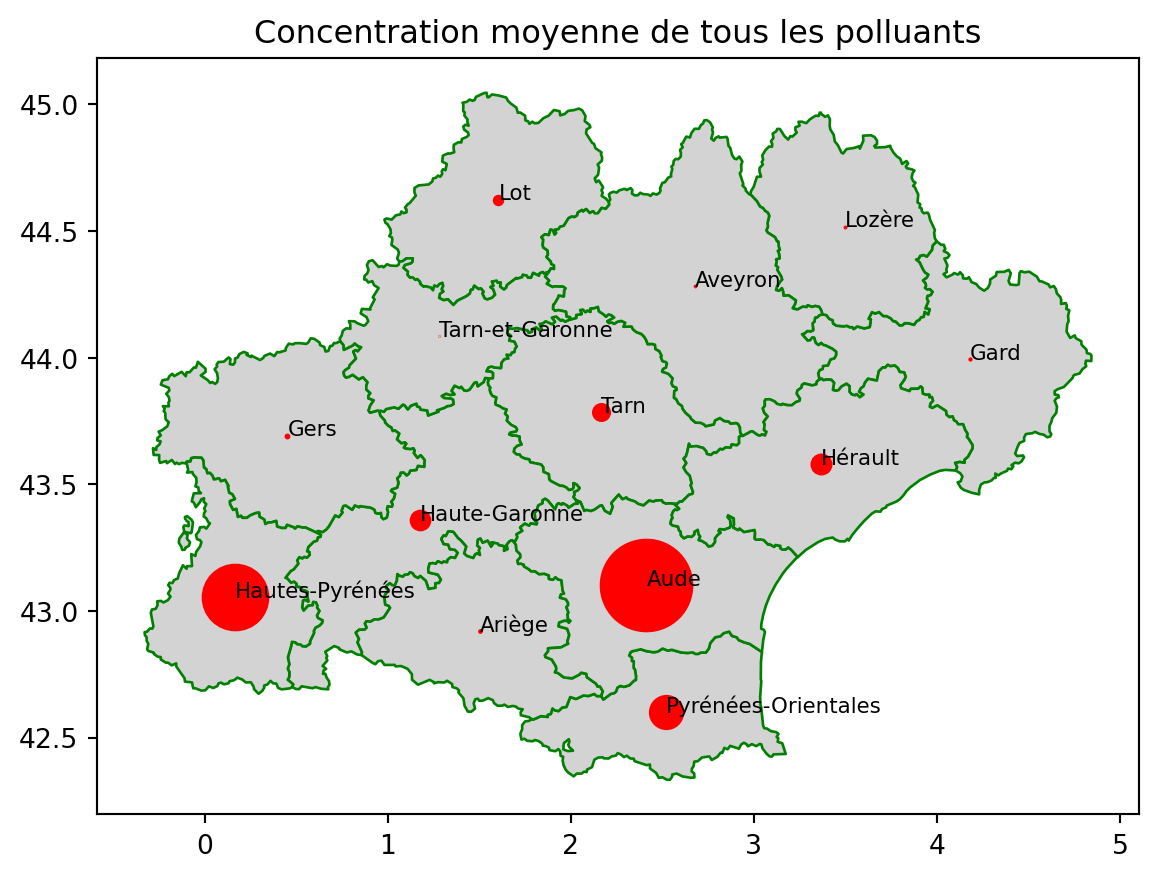 Concentration moyenne de tous les polluants
45.0
44.5
44.0
43.5
43.0
42.5
Lot
Lozère
Aveyron
Tarn-et-Garonne
Gard
Tarn
Gers
Hérault
Haute-Garonne
Aude
Hautes-Pyrénées
Ariège
Pyrénées-Orientales
0 1 2 3 4 5